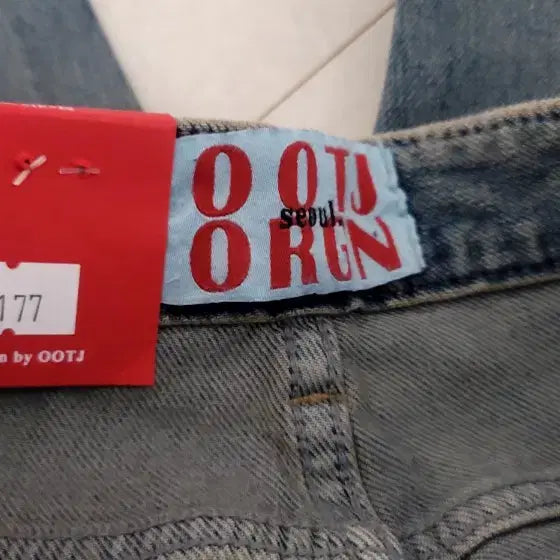 O OTJ
seoul.
O RGN
177
n by OOTJ